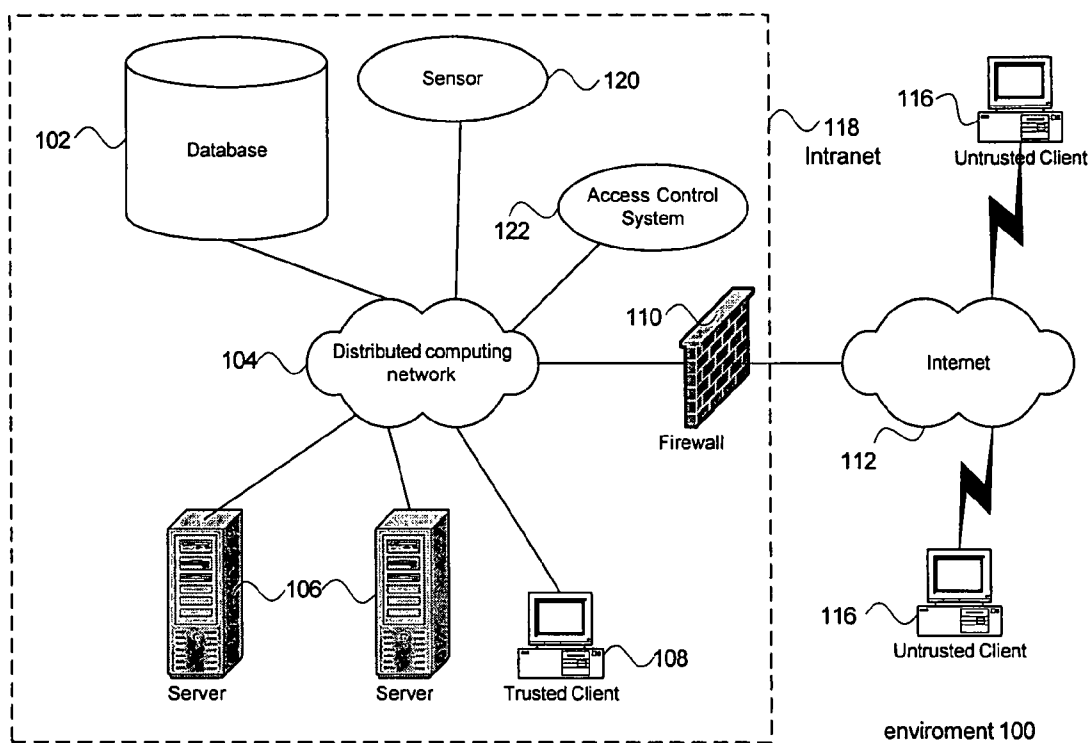 Sensor
120
102
Database
118
Intranet
116
Untrusted Client
Access Control
System
122
110
104
Distributed computing
network
Firewall
Internet
112
106
Server
Server
108
Trusted Client
116
Untrusted Client
enviroment 100